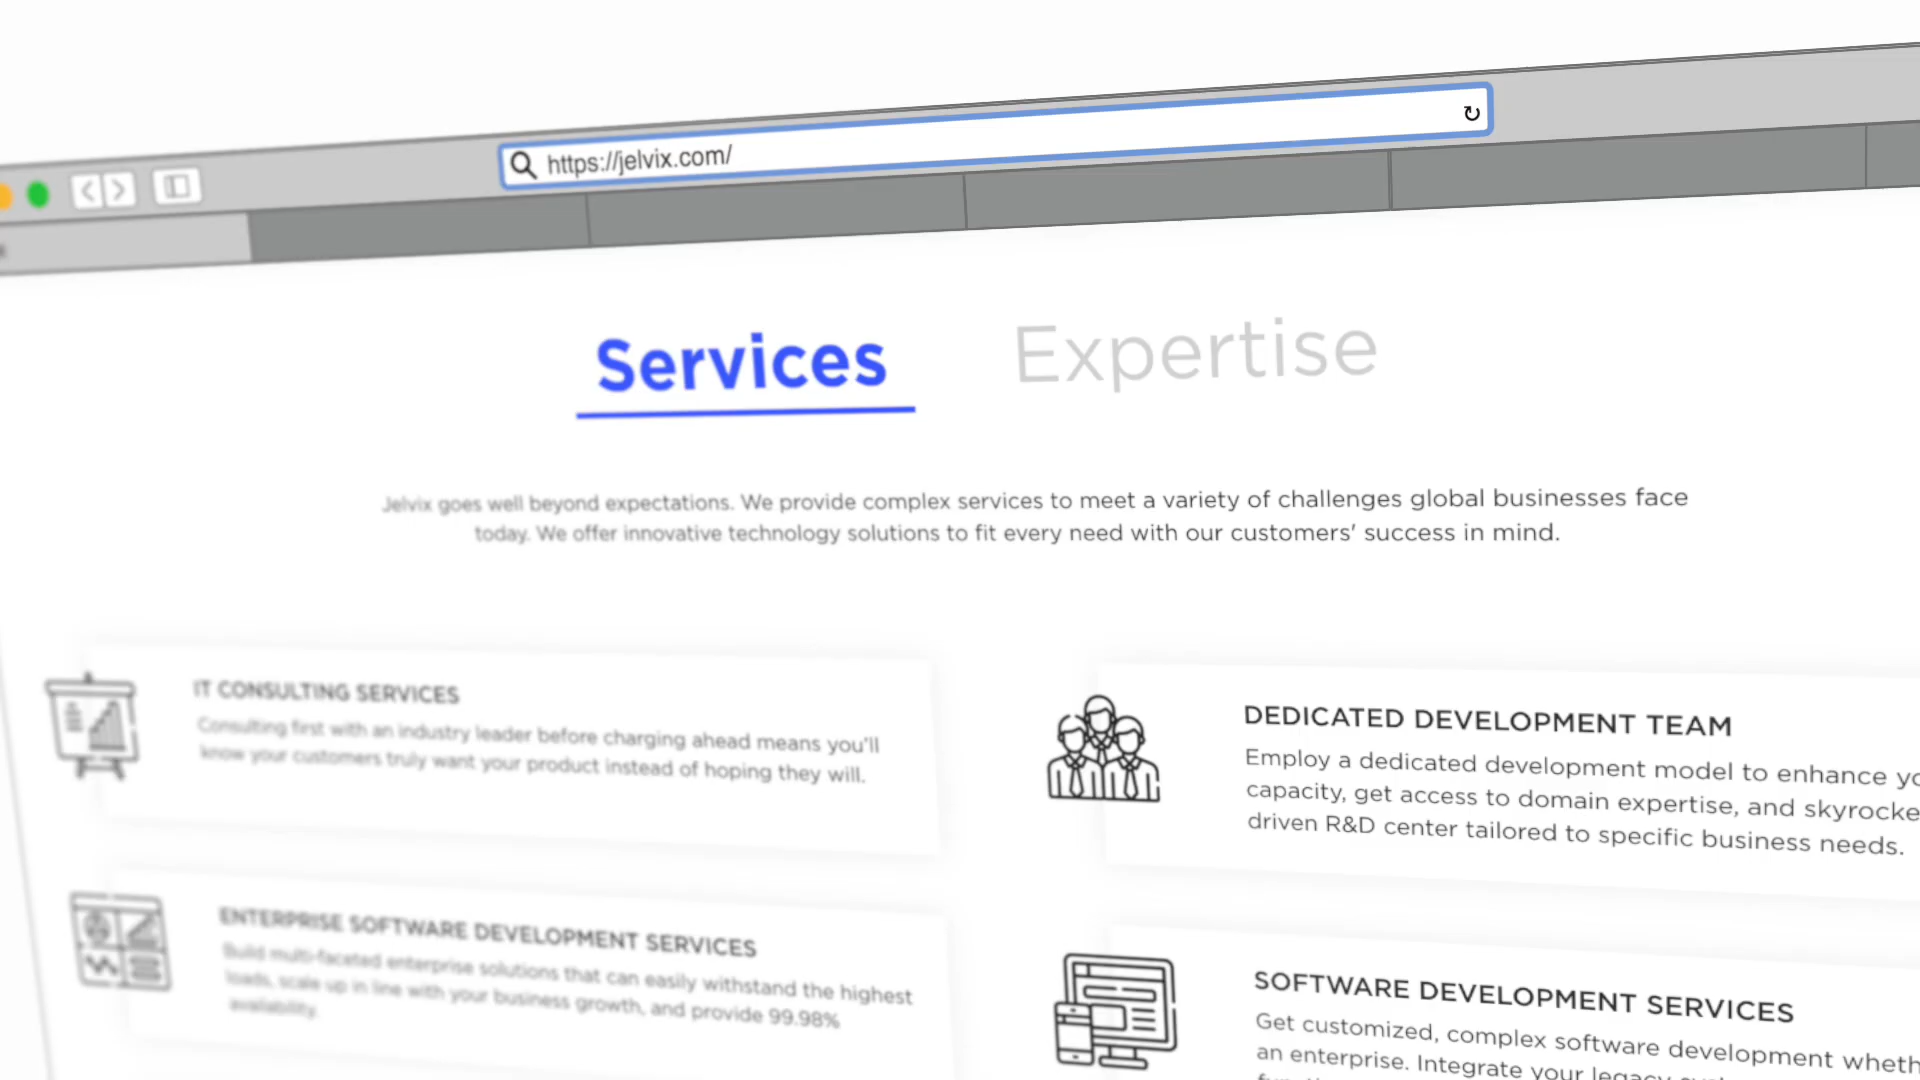 https://jelvix.com/
Services
Expertise
Jelvix goes well beyond expectations. We provide complex services to meet a variety of challenges global businesses face
today. We offer innovative technology solutions to fit every need with our customers' success in mind.
IT CONSULTING SERVICES
Consulting first with an industry leader before charging ahead means you'll
know your customers truly want your product instead of hoping they will.
DEDICATED DEVELOPMENT TEAM
Employ a dedicated development model to enhance
capacity, get access to domain expertise, and
driven R&D center tailored to specific business needs.
ENTERPRISE SOFTWARE DEVELOPMENT SERVICES
Build multi-faceted enterprise solutions that can easily withstand the highest
loads, scale up in line with your business growth, and provide 99.98%
availability.
SOFTWARE DEVELOPMENT SERVICES
Get customized, complex software development
an enterprise. Integrate your legacy